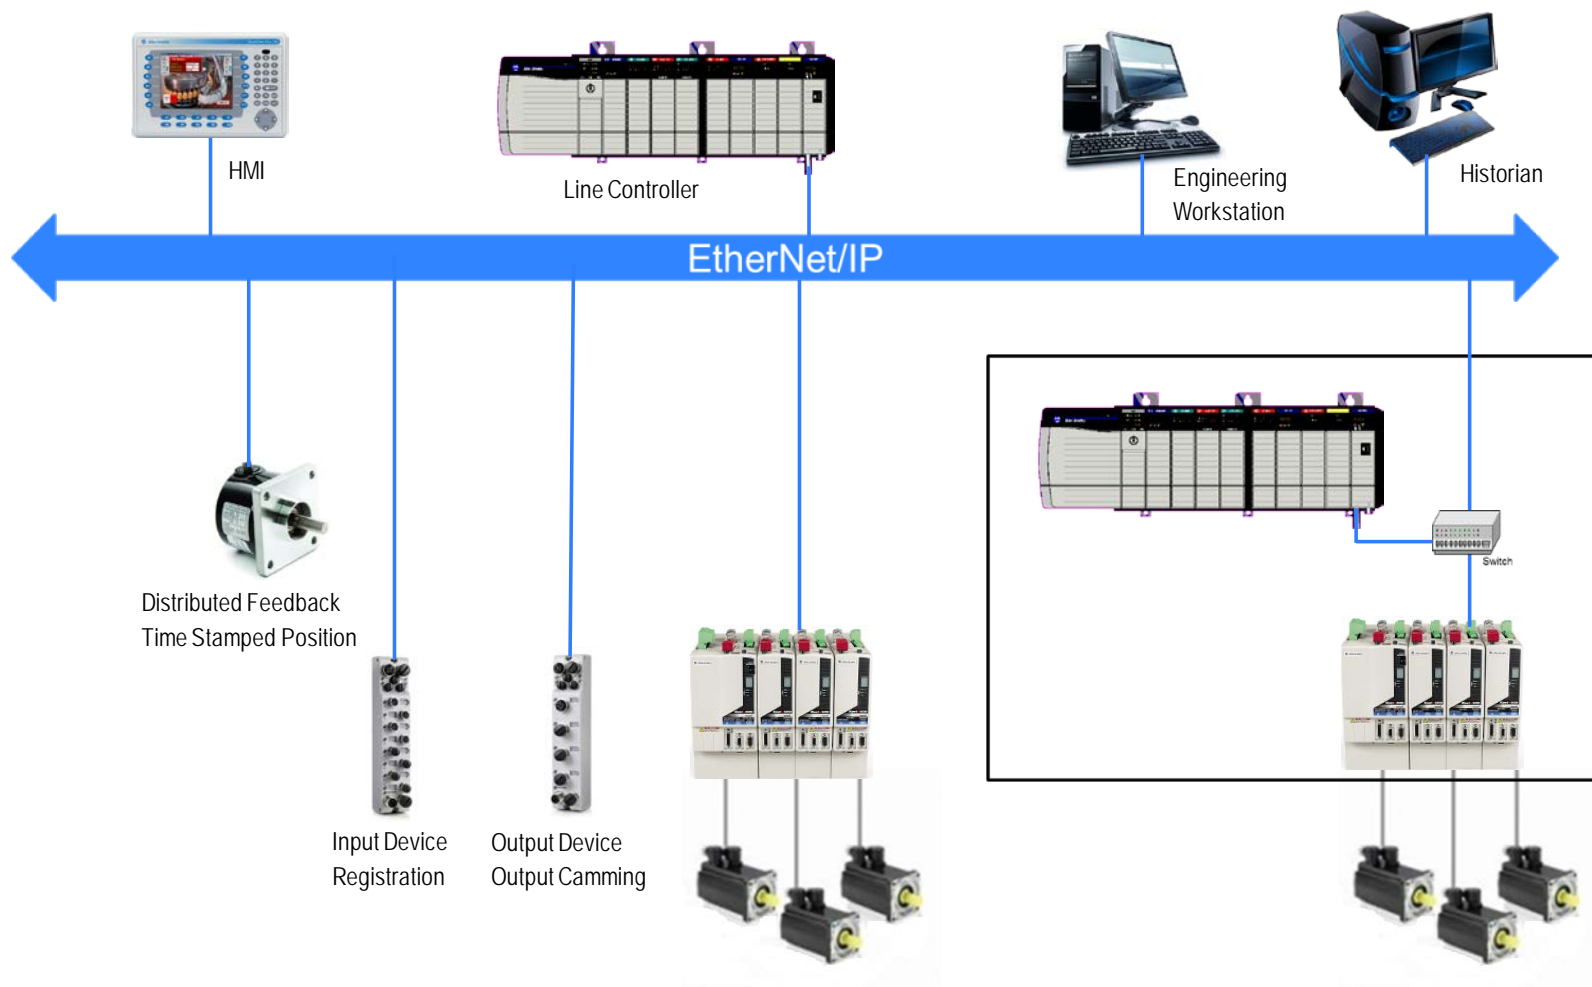 HMI
Line Controller
Engineering
Workstation
Historian
EtherNet/IP
Distributed Feedback
Time Stamped Position
Switch
Input Device
Registration
Output Device
Output Camming